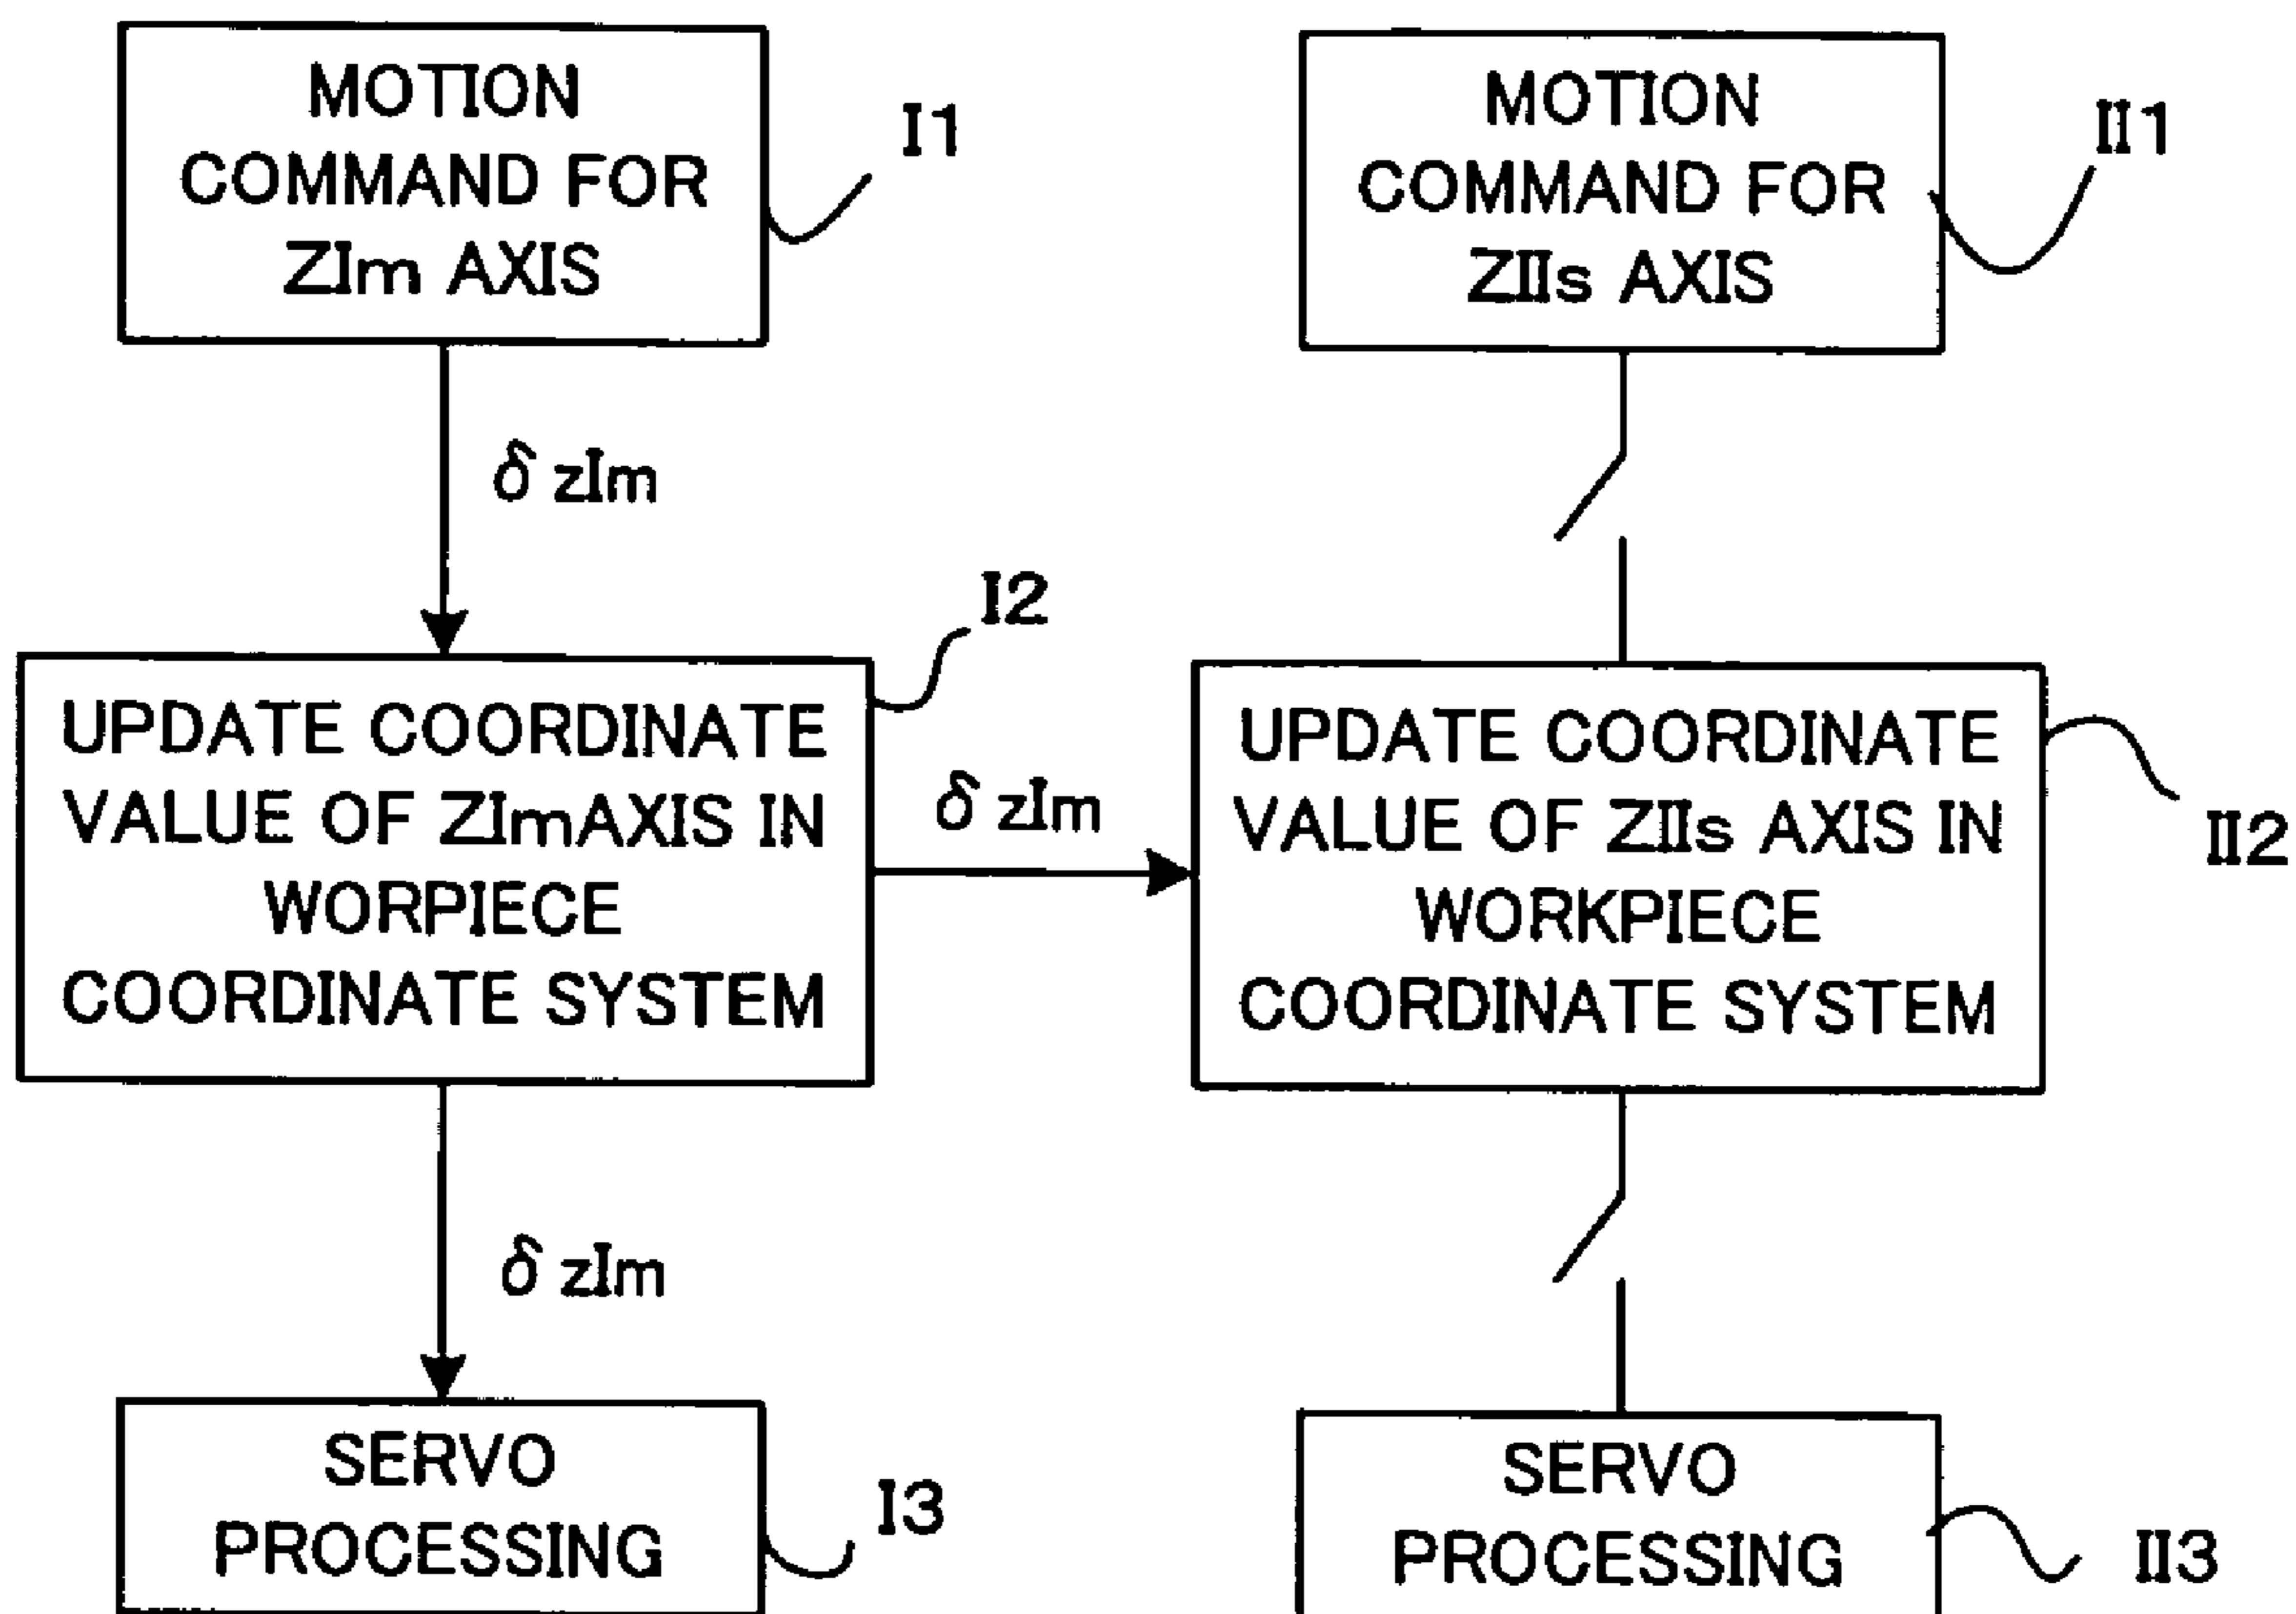 MOTION
COMMAND FOR
ZIm AXIS
I1
MOTION
COMMAND FOR
ZIIs AXIS
II1
δ zIm
I2
UPDATE COORDINATE
VALUE OF ZImAXIS IN
WORPIECE
COORDINATE SYSTEM
δ zIm
UPDATE COORDINATE
VALUE OF ZIIs AXIS IN
WORKPIECE
COORDINATE SYSTEM
II2
δ zIm
SERVO
PROCESSING
I3
SERVO
PROCESSING
II3